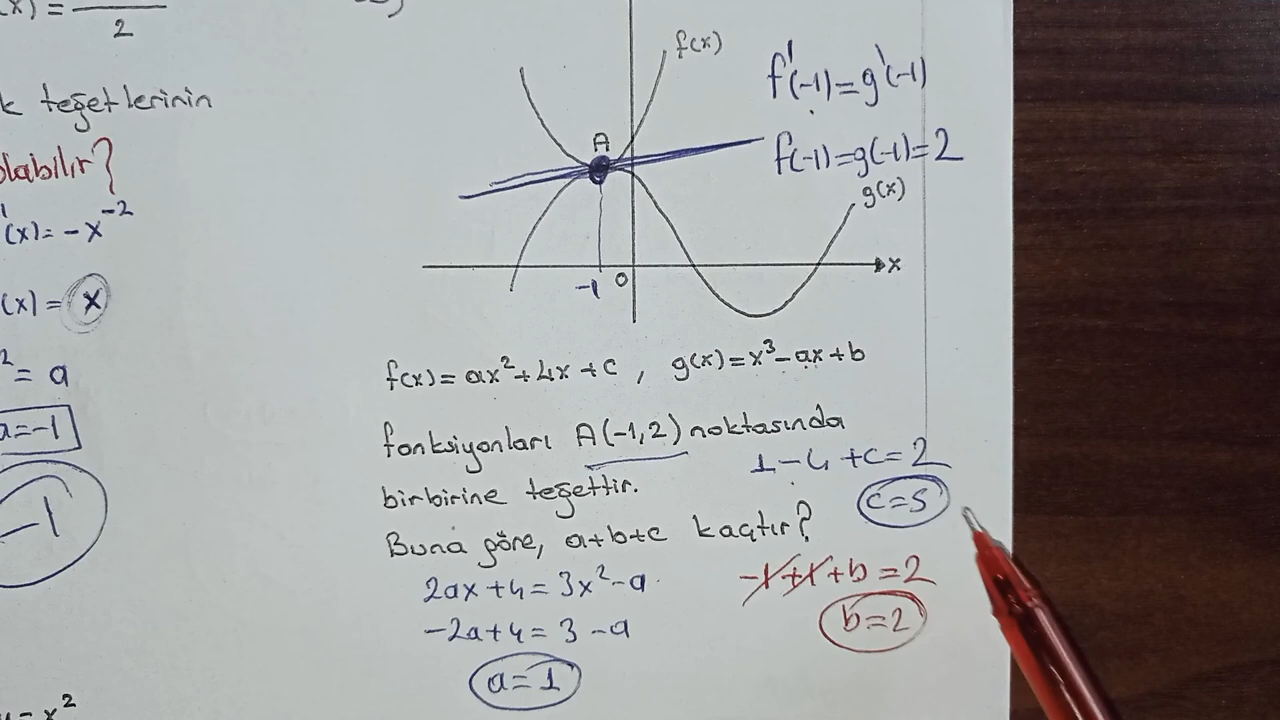 2
k teğetlerinin
olabilir?
'(x) = -x^-2
(x) = x
2 = a
a=-1
-1
x^2
f(x)
A
g(x)
-1
0
x
f'(-1)=g'(-1)
f(-1)=g(-1)=2
f(x)=ax²+4x+c , g(x)=x³-ax+b
fonksiyonları A(-1,2) noktasında
birbirine teğettir.
Buna göre, a+b+c kaçtır?
2ax+4=3x²-a
-2a+4=3-a
a=1
1-4+c=2
c=5
-1+1+b=2
b=2